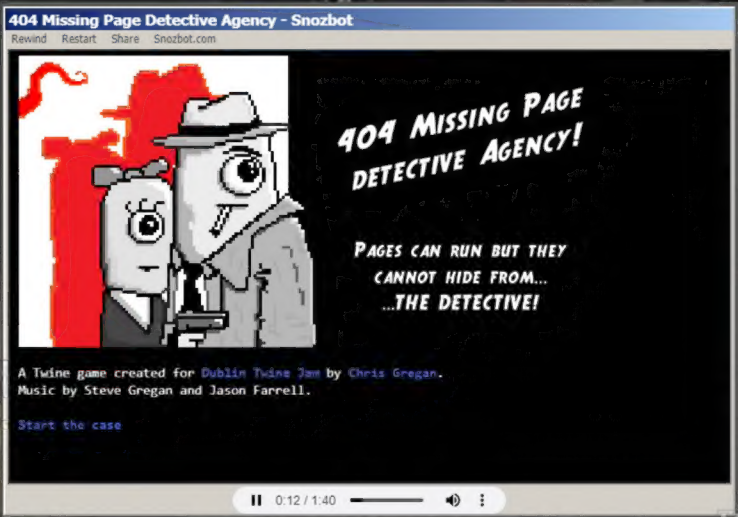 404 Missing Page Detective Agency - Snozbot
Rewind Restart Share Snozbot.com
404 MISSING PAGE
DETECTIVE AGENCY!
PAGES CAN RUN BUT THEY
CANNOT HIDE FROM...
...THE DETECTIVE!
A Twine game created for Dublin Twine Jam by Chris Gregan.
Music by Steve Gregan and Jason Farrell.
Start the case
0:12 / 1:40